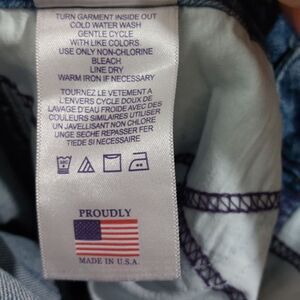 TURN GARMENT INSIDE OUT
COLD WATER WASH
GENTLE CYCLE
WITH LIKE COLORS
USE ONLY NON-CHLORINE
BLEACH
LINE DRY
WARM IRON IF NECESSARY
TOURNEZ LE VETEMENT A
L'ENVERS CYCLE DOUX DE
LAVAGE D'EAU FROIDE AVEC DES
COULEURS SIMILAIRES UTILISER
UN JAVELLISANT NON CHLORE
UNGE SECHE REPASSER FER
TIEDE SI NECESSAIRE
PROUDLY
MADE IN U.S.A.